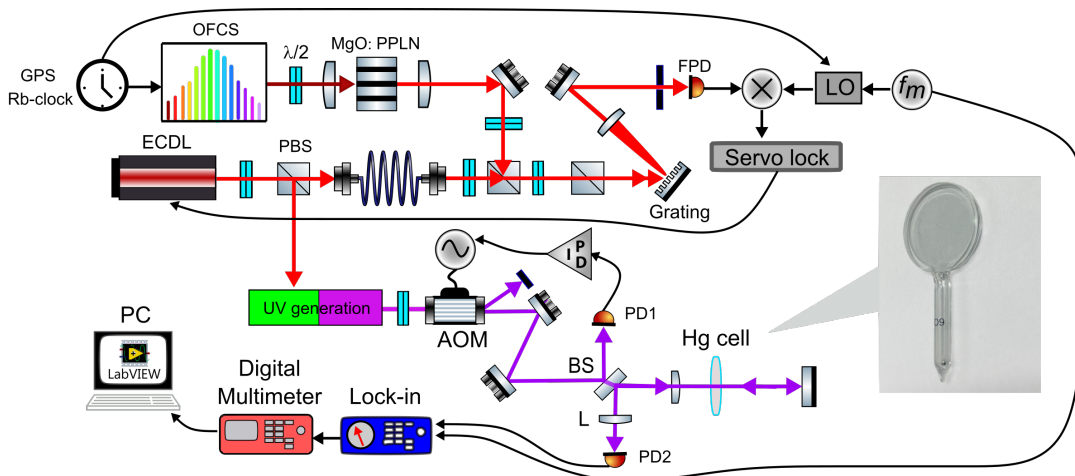 OFCS
λ/2
MgO: PPLN
FPD
GPS
Rb-clock
LO
fm
ECDL
PBS
Servo lock
Grating
P
I
D
UV generation
AOM
PD1
PC
LabVIEW
BS
Hg cell
Digital
Multimeter
Lock-in
L
PD2
09